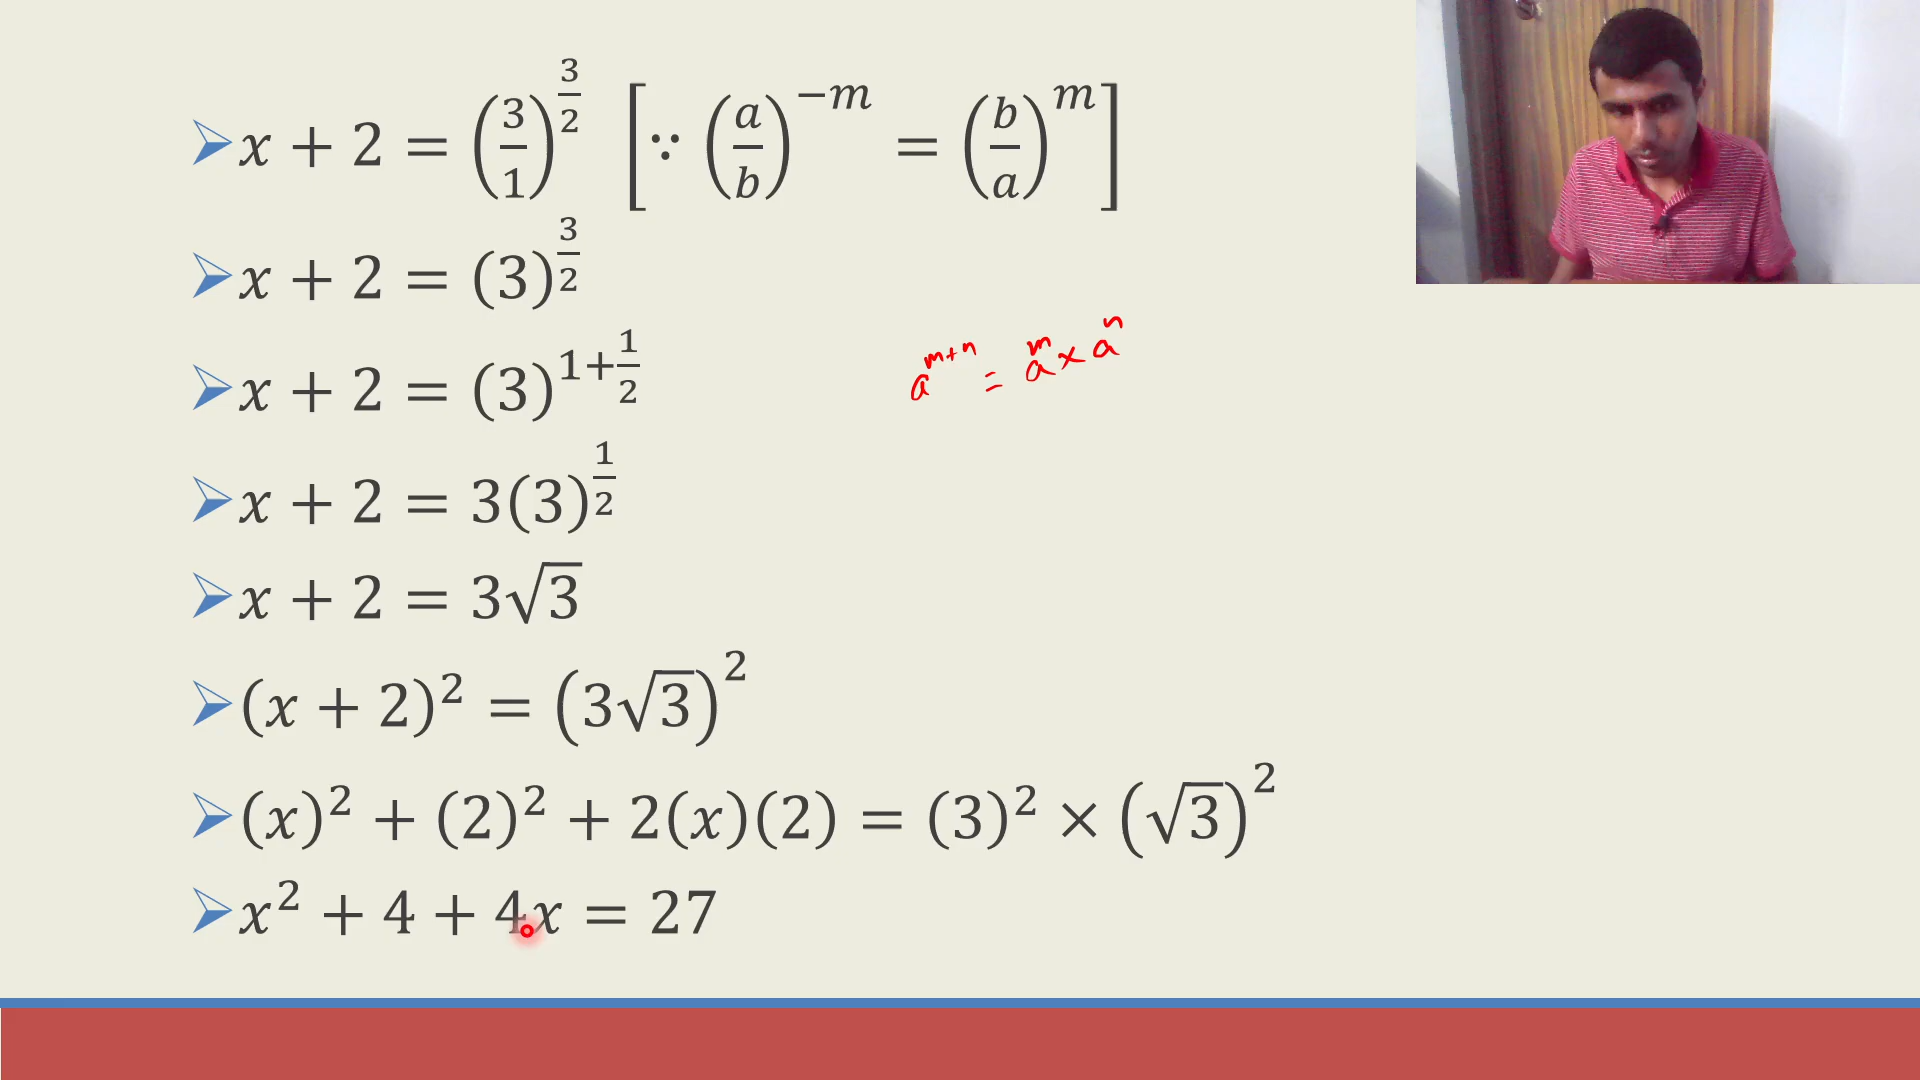 x + 2 = (3/1)^(3/2) [∵ (a/b)^(−m) = (b/a)^m]
x + 2 = (3)^(3/2)
x + 2 = (3)^(1+1/2)
a^(m+n) = a^m × a^n
x + 2 = 3(3)^(1/2)
x + 2 = 3√3
(x + 2)² = (3√3)²
(x)² + (2)² + 2(x)(2) = (3)² × (√3)²
x² + 4 + 4x = 27